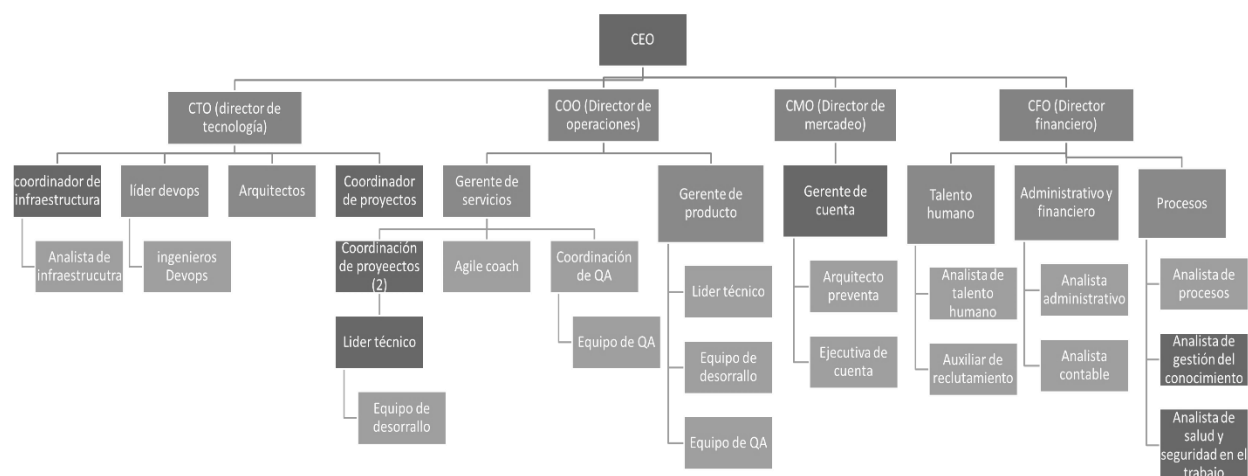 CEO
CTO (director de
tecnología)
COO (Director de
operaciones)
CMO (Director de
mercadeo)
CFO (Director
financiero)
coordinador de
infraestructura
líder devops
Arquitectos
Coordinador
de proyectos
Gerente de
servicios
Gerente de
producto
Gerente de
cuenta
Talento
humano
Administrativo y
financiero
Procesos
Analista de
infraestrucutra
ingenieros
Devops
Coordinación
de proyeectos
(2)
Agile coach
Coordinación
de QA
Lider técnico
Equipo de
desorrallo
Equipo de QA
Lider técnico
Equipo de
desorrallo
Equipo de QA
Arquitecto
preventa
Ejecutiva de
cuenta
Analista de
talento
humano
Auxiliar de
reclutamiento
Analista
administrativo
Analista
contable
Analista de
procesos
Analista de
gestión del
conocimiento
Analista de
salud y
seguridad en el
trabajo